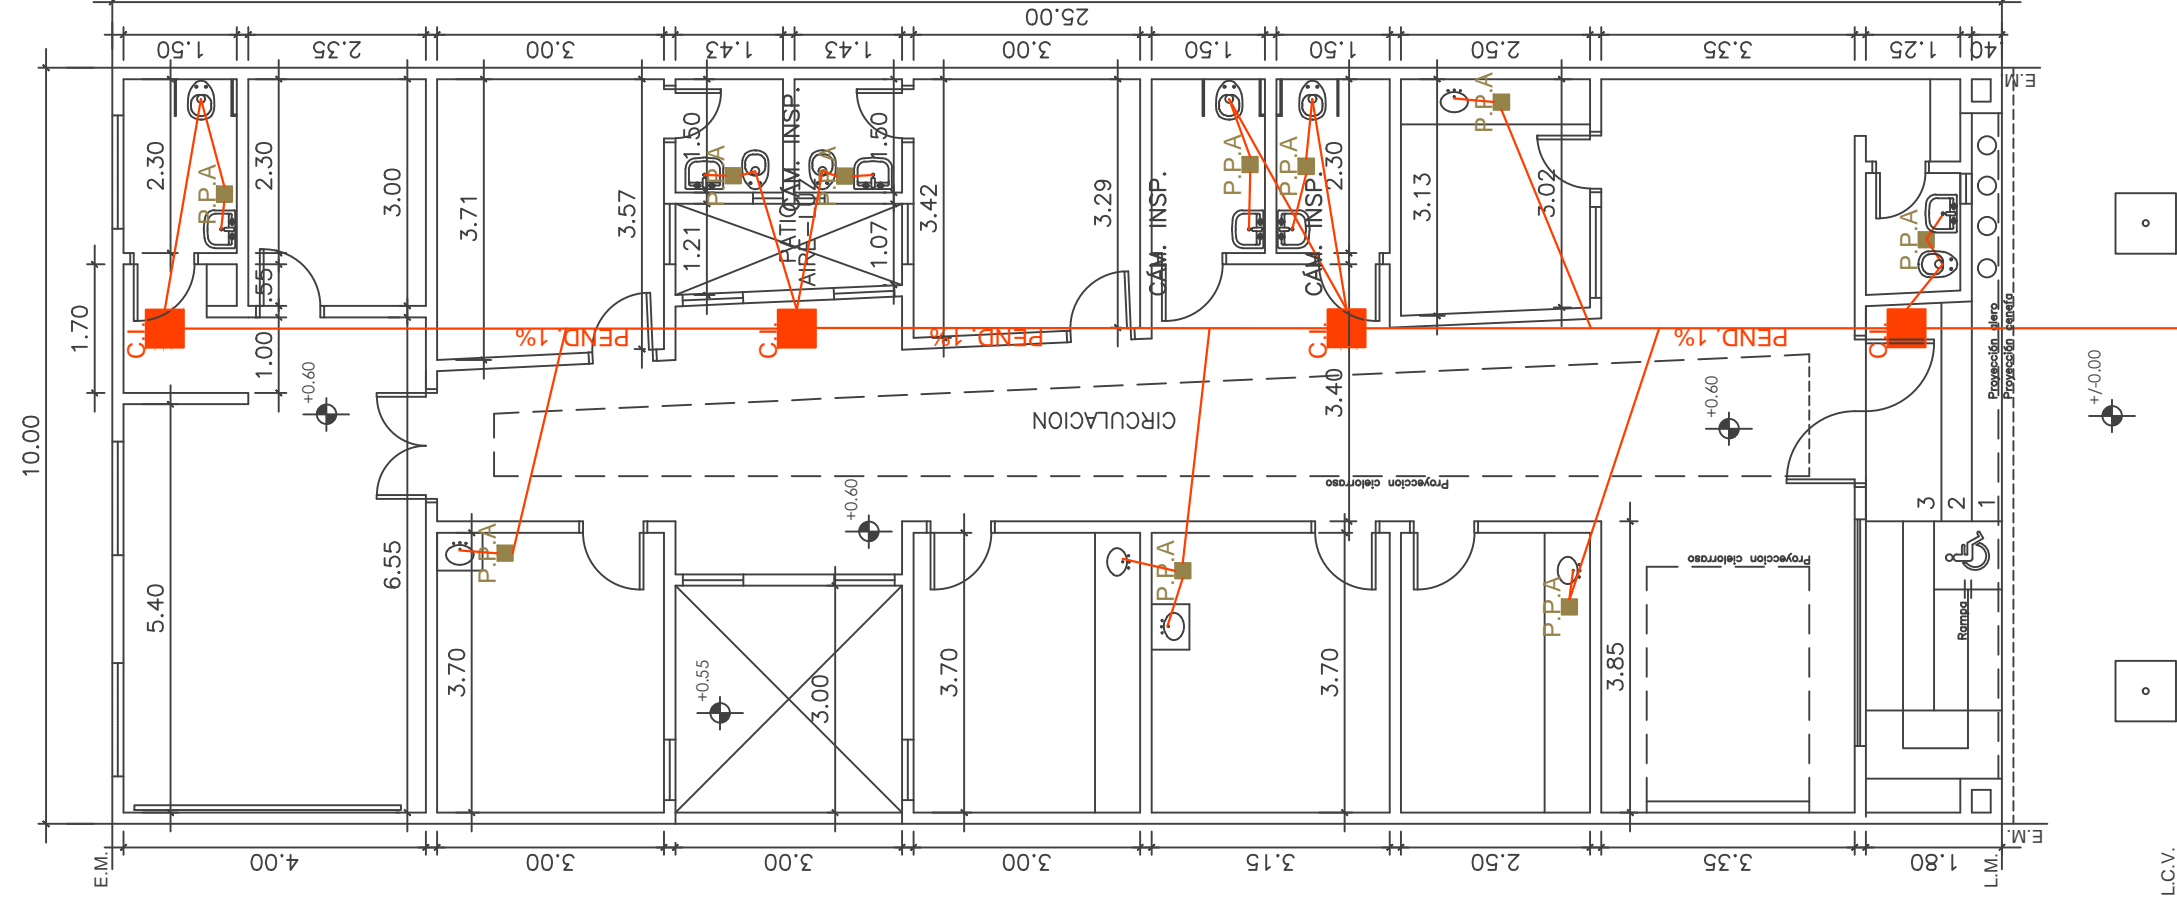 25.00
1.50
2.35
3.00
1.43
1.43
3.00
1.50
1.50
2.50
3.35
1.25
.40
E.M.
2.30
2.30
3.00
3.71
3.57
1.50
1.50
3.42
3.29
2.30
3.13
3.02
P.P.A
P.P.A
P.P.A
P.P.A
P.P.A
P.P.A
P.P.A
CÁM. INSP.
PATIO
AIRE-LUZ
1.21
1.07
CÁM. INSP.
CÁM. INSP.
1.70
.55
1.00
C.I.
PEND. 1%
C.I.
PEND. 1%
C.I.
PEND. 1%
C.I.
Proyección alero
Proyección cenefa
+0.60
+0.60
+/-0.00
10.00
3.40
CIRCULACION
Proyeccion cielorraso
+0.60
3
2
1
5.40
6.55
P.P.A
P.P.A
P.P.A
Proyeccion cielorraso
Rampa
3.70
+0.55
3.00
3.70
3.70
3.85
E.M.
4.00
3.00
3.00
3.00
3.15
2.50
3.35
1.80
E.M.
L.M.
L.C.V.